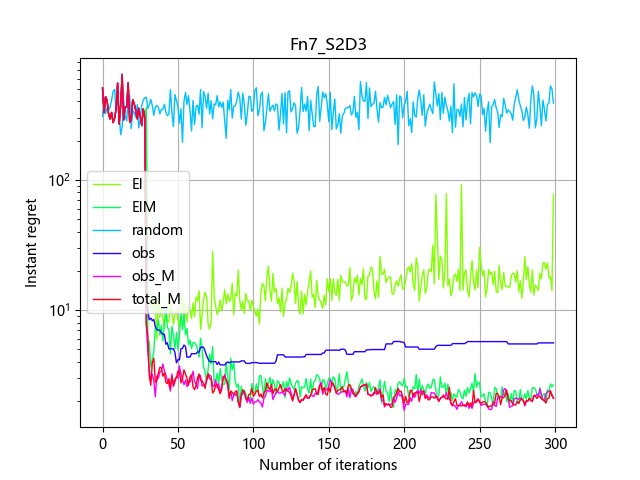 Fn7_S2D3
Instant regret
10²
10¹
EI
EIM
random
obs
obs_M
total_M
0 50 100 150 200 250 300
Number of iterations